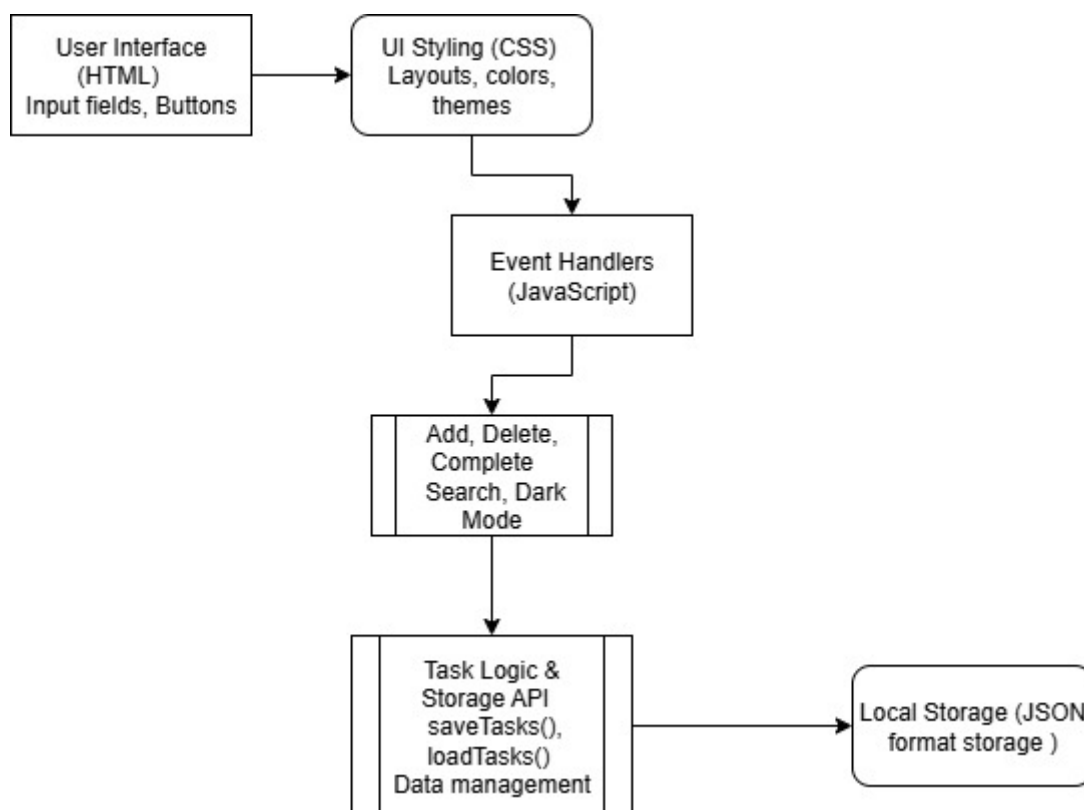 User Interface
(HTML)
Input fields, Buttons
UI Styling (CSS)
Layouts, colors,
themes
Event Handlers
(JavaScript)
Add, Delete,
Complete
Search, Dark
Mode
Task Logic &
Storage API
saveTasks(),
loadTasks()
Data management
Local Storage (JSON
format storage )